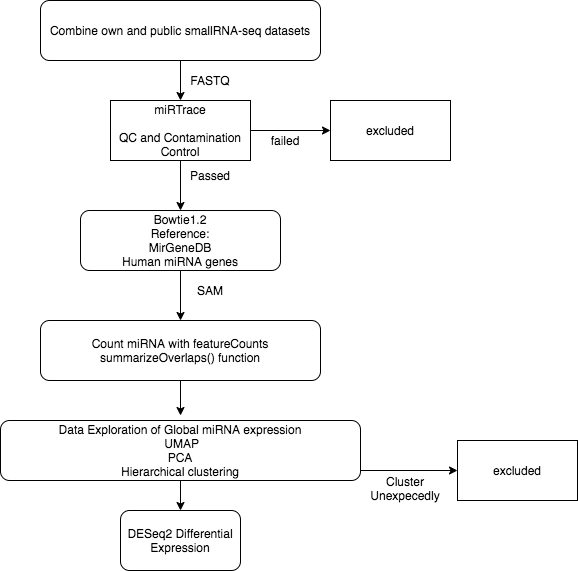 Combine own and public smallRNA-seq datasets
FASTQ
miRTrace
QC and Contamination
Control
failed
excluded
Passed
Bowtie1.2
Reference:
MirGeneDB
Human miRNA genes
SAM
Count miRNA with featureCounts
summarizeOverlaps() function
Data Exploration of Global miRNA expression
UMAP
PCA
Hierarchical clustering
Cluster
Unexpecedly
excluded
DESeq2 Differential
Expression